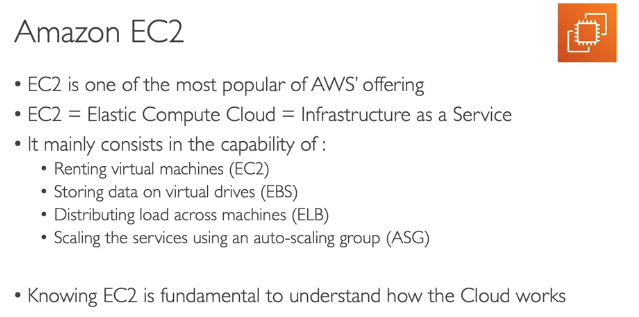 Amazon EC2
• EC2 is one of the most popular of AWS' offering
• EC2 = Elastic Compute Cloud = Infrastructure as a Service
• It mainly consists in the capability of :
• Renting virtual machines (EC2)
• Storing data on virtual drives (EBS)
• Distributing load across machines (ELB)
• Scaling the services using an auto-scaling group (ASG)
• Knowing EC2 is fundamental to understand how the Cloud works